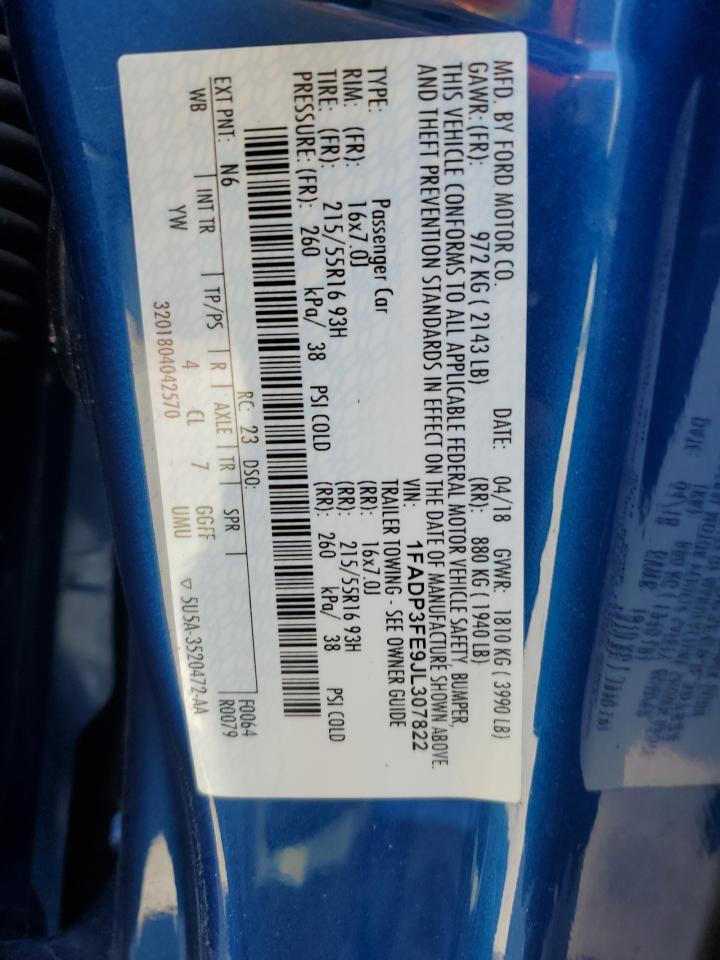 MFD. BY FORD MOTOR CO.
DATE: 04/18 GVWR: 1810 KG ( 3990 LB)
GAWR: (FR): 972 KG ( 2143 LB) (RR): 880 KG ( 1940 LB)
THIS VEHICLE CONFORMS TO ALL APPLICABLE FEDERAL MOTOR VEHICLE SAFETY, BUMPER,
AND THEFT PREVENTION STANDARDS IN EFFECT ON THE DATE OF MANUFACTURE SHOWN ABOVE.
VIN: 1FADP3FE9JL307822
TYPE: Passenger Car TRAILER TOWING - SEE OWNER GUIDE
RIM: (FR): 16x7.0J (RR): 16x7.0J
TIRE: (FR): 215/55R16 93H (RR): 215/55R16 93H
PRESSURE: (FR): 260 kPa/ 38 PSI COLD (RR): 260 kPa/ 38 PSI COLD
RC: 23 DSO: F0064
EXT PNT: N6 R0079
WB | INT TR | TP/PS | R | AXLE | TR | SPR |
YW 4 CL 7 GGFF
UMU
3201804042570 ▽ 5U5A-3520472-AA